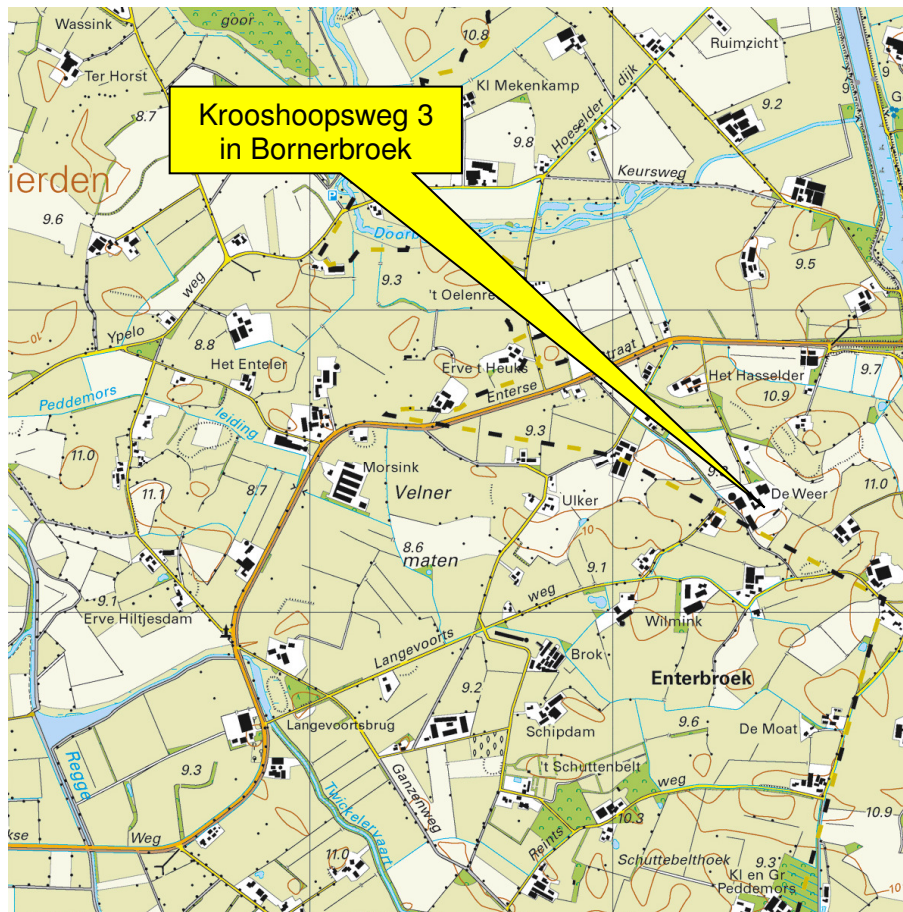 Wassink
goor
10.8
Ruimzicht
Ter Horst
Kl Mekenkamp
dijk
9
9
G
8.7
9.2
Krooshoopsweg 3
in Bornerbroek
Hoeselder
9.8
Keursweg
ierden
P
9.6
9.3
9.5
't Oelenre
weg
10
Ypelo
8.8
straat
Het Enteler
Erve t Heuks
Enterse
Het Hasselder
9.7
10.9
Peddemors
leiding
9.3
11.0
Morsink
11.1
8.7
Velner
Ulker
De Weer
11.0
10
8.6
maten
9.1
9.1
weg
Erve Hiltjesdam
Wilmink
Langevoorts
Brok
Enterbroek
9.2
Langevoortsbrug
Schipdam
9.6
De Moat
Regge
9.3
't Schuttenbelt
weg
Twickelervaart
Ganzenweg
10.9
kse
Weg
Reints
10.3
11.0
Schuttebelthoek
9.3
Kl en Gr
Peddemors
10